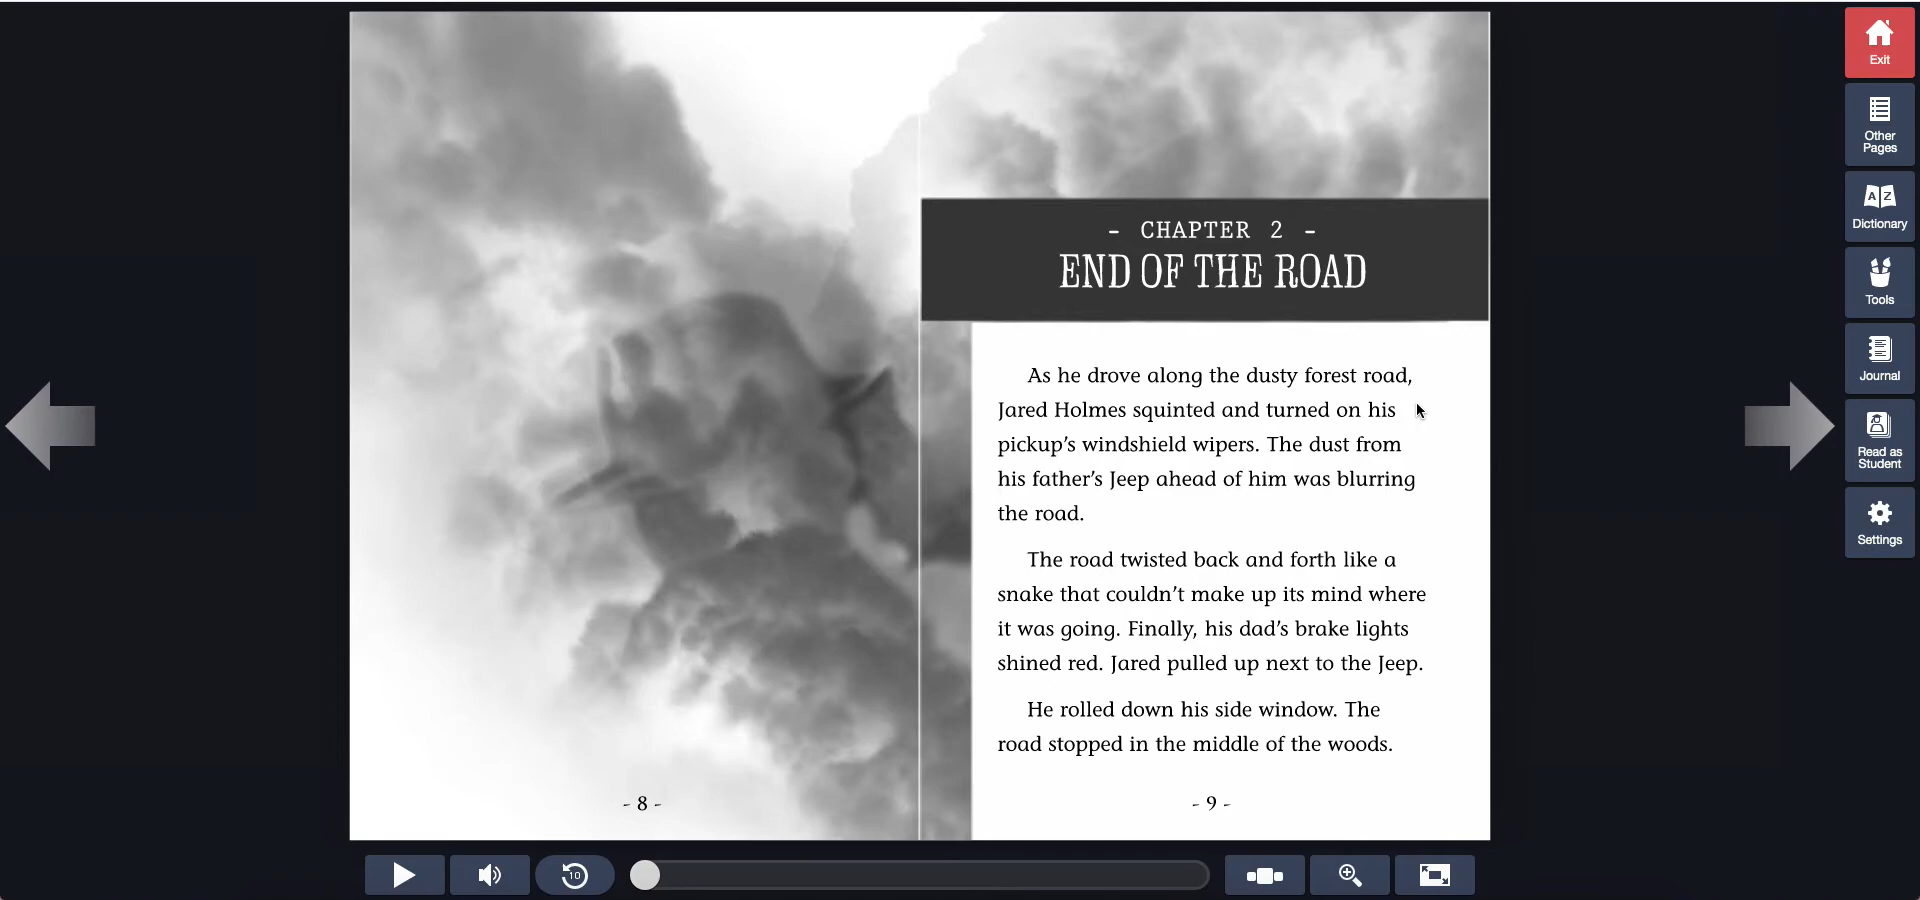 - CHAPTER 2 -
END OF THE ROAD
As he drove along the dusty forest road,
Jared Holmes squinted and turned on his
pickup’s windshield wipers. The dust from
his father’s Jeep ahead of him was blurring
the road.
The road twisted back and forth like a
snake that couldn’t make up its mind where
it was going. Finally, his dad’s brake lights
shined red. Jared pulled up next to the Jeep.
He rolled down his side window. The
road stopped in the middle of the woods.
- 8 -
- 9 -
Exit
Other
Pages
A Z
Dictionary
Tools
Journal
Read as
Student
Settings
10